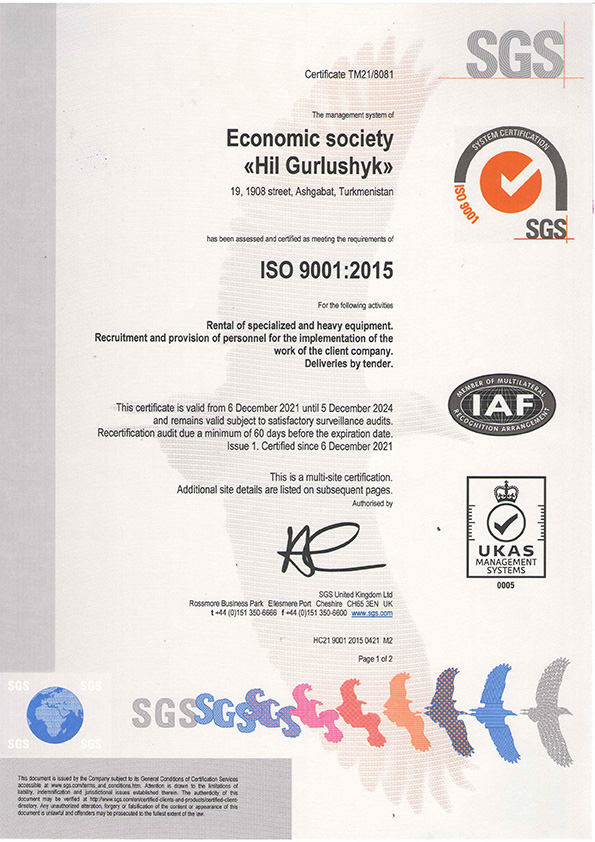 SGS
Certificate TM21/8081
The management system of
Economic society
«Hil Gurlushyk»
19, 1908 street, Ashgabat, Turkmenistan
SYSTEM CERTIFICATION
ISO 9001
SGS
has been assessed and certified as meeting the requirements of
ISO 9001:2015
For the following activities
Rental of specialized and heavy equipment.
Recruitment and provision of personnel for the implementation of the
work of the client company.
Deliveries by tender.
MEMBER OF MULTILATERAL
IAF
RECOGNITION ARRANGEMENT
This certificate is valid from 6 December 2021 until 5 December 2024
and remains valid subject to satisfactory surveillance audits.
Recertification audit due a minimum of 60 days before the expiration date.
Issue 1. Certified since 6 December 2021
This is a multi-site certification.
Additional site details are listed on subsequent pages.
Authorised by
UKAS
MANAGEMENT
SYSTEMS
0005
SGS United Kingdom Ltd
Rossmore Business Park Ellesmere Port Cheshire CH65 3EN UK
t +44 (0)151 350-6666 f +44 (0)151 350-6600 www.sgs.com
HC21 9001 2015 0421 M2
Page 1 of 2
SGS SGS
SGS SGS
SGS SGS SGS
This document is issued by the Company subject to its General Conditions of Certification Services
accessible at www.sgs.com/terms_and_conditions.htm. Attention is drawn to the limitations of
liability, indemnification and jurisdictional issues established therein. The authenticity of this
document may be verified at http://www.sgs.com/en/certified-clients-and-products/certified-client-
directory. Any unauthorized alteration, forgery or falsification of the content or appearance of this
document is unlawful and offenders may be prosecuted to the fullest extent of the law.